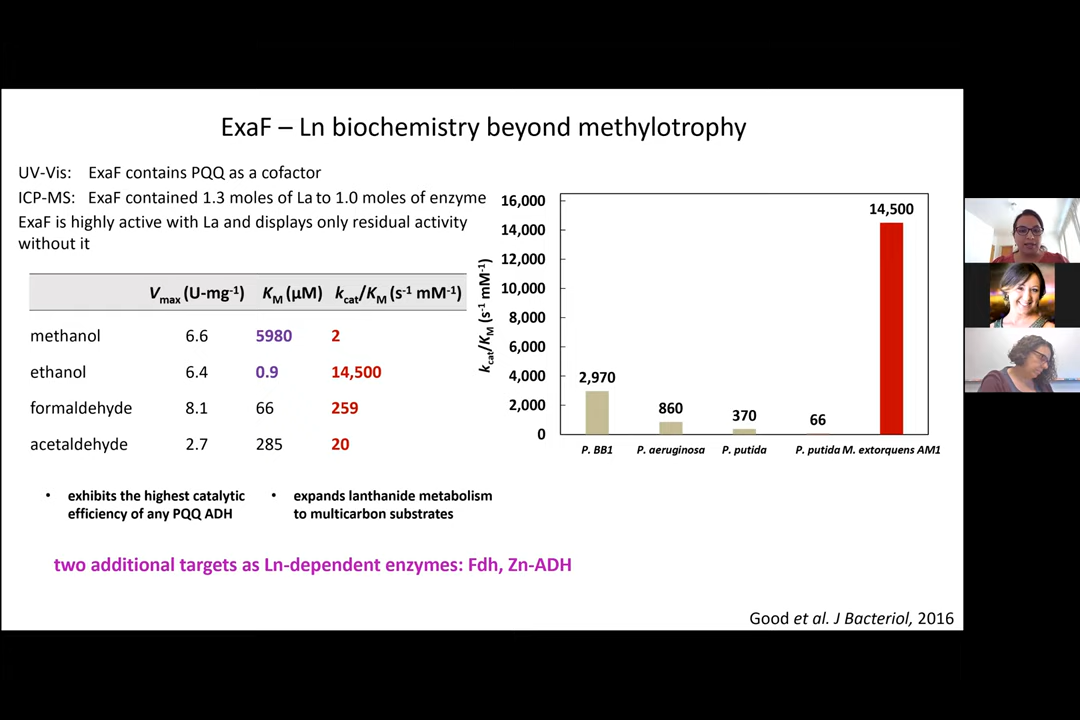 ExaF – Ln biochemistry beyond methylotrophy
UV-Vis: ExaF contains PQQ as a cofactor
ICP-MS: ExaF contained 1.3 moles of La to 1.0 moles of enzyme
ExaF is highly active with La and displays only residual activity
without it
Vmax (U-mg-1) KM (µM) kcat/KM (s-1 mM-1)
methanol 6.6 5980 2
ethanol 6.4 0.9 14,500
formaldehyde 8.1 66 259
acetaldehyde 2.7 285 20
• exhibits the highest catalytic
efficiency of any PQQ ADH
• expands lanthanide metabolism
to multicarbon substrates
two additional targets as Ln-dependent enzymes: Fdh, Zn-ADH
kcat/KM (s-1 mM-1)
16,000
14,000
12,000
10,000
8,000
6,000
4,000
2,000
0
2,970
860
370
66
14,500
P. BB1 P. aeruginosa P. putida P. putida M. extorquens AM1
Good et al. J Bacteriol, 2016